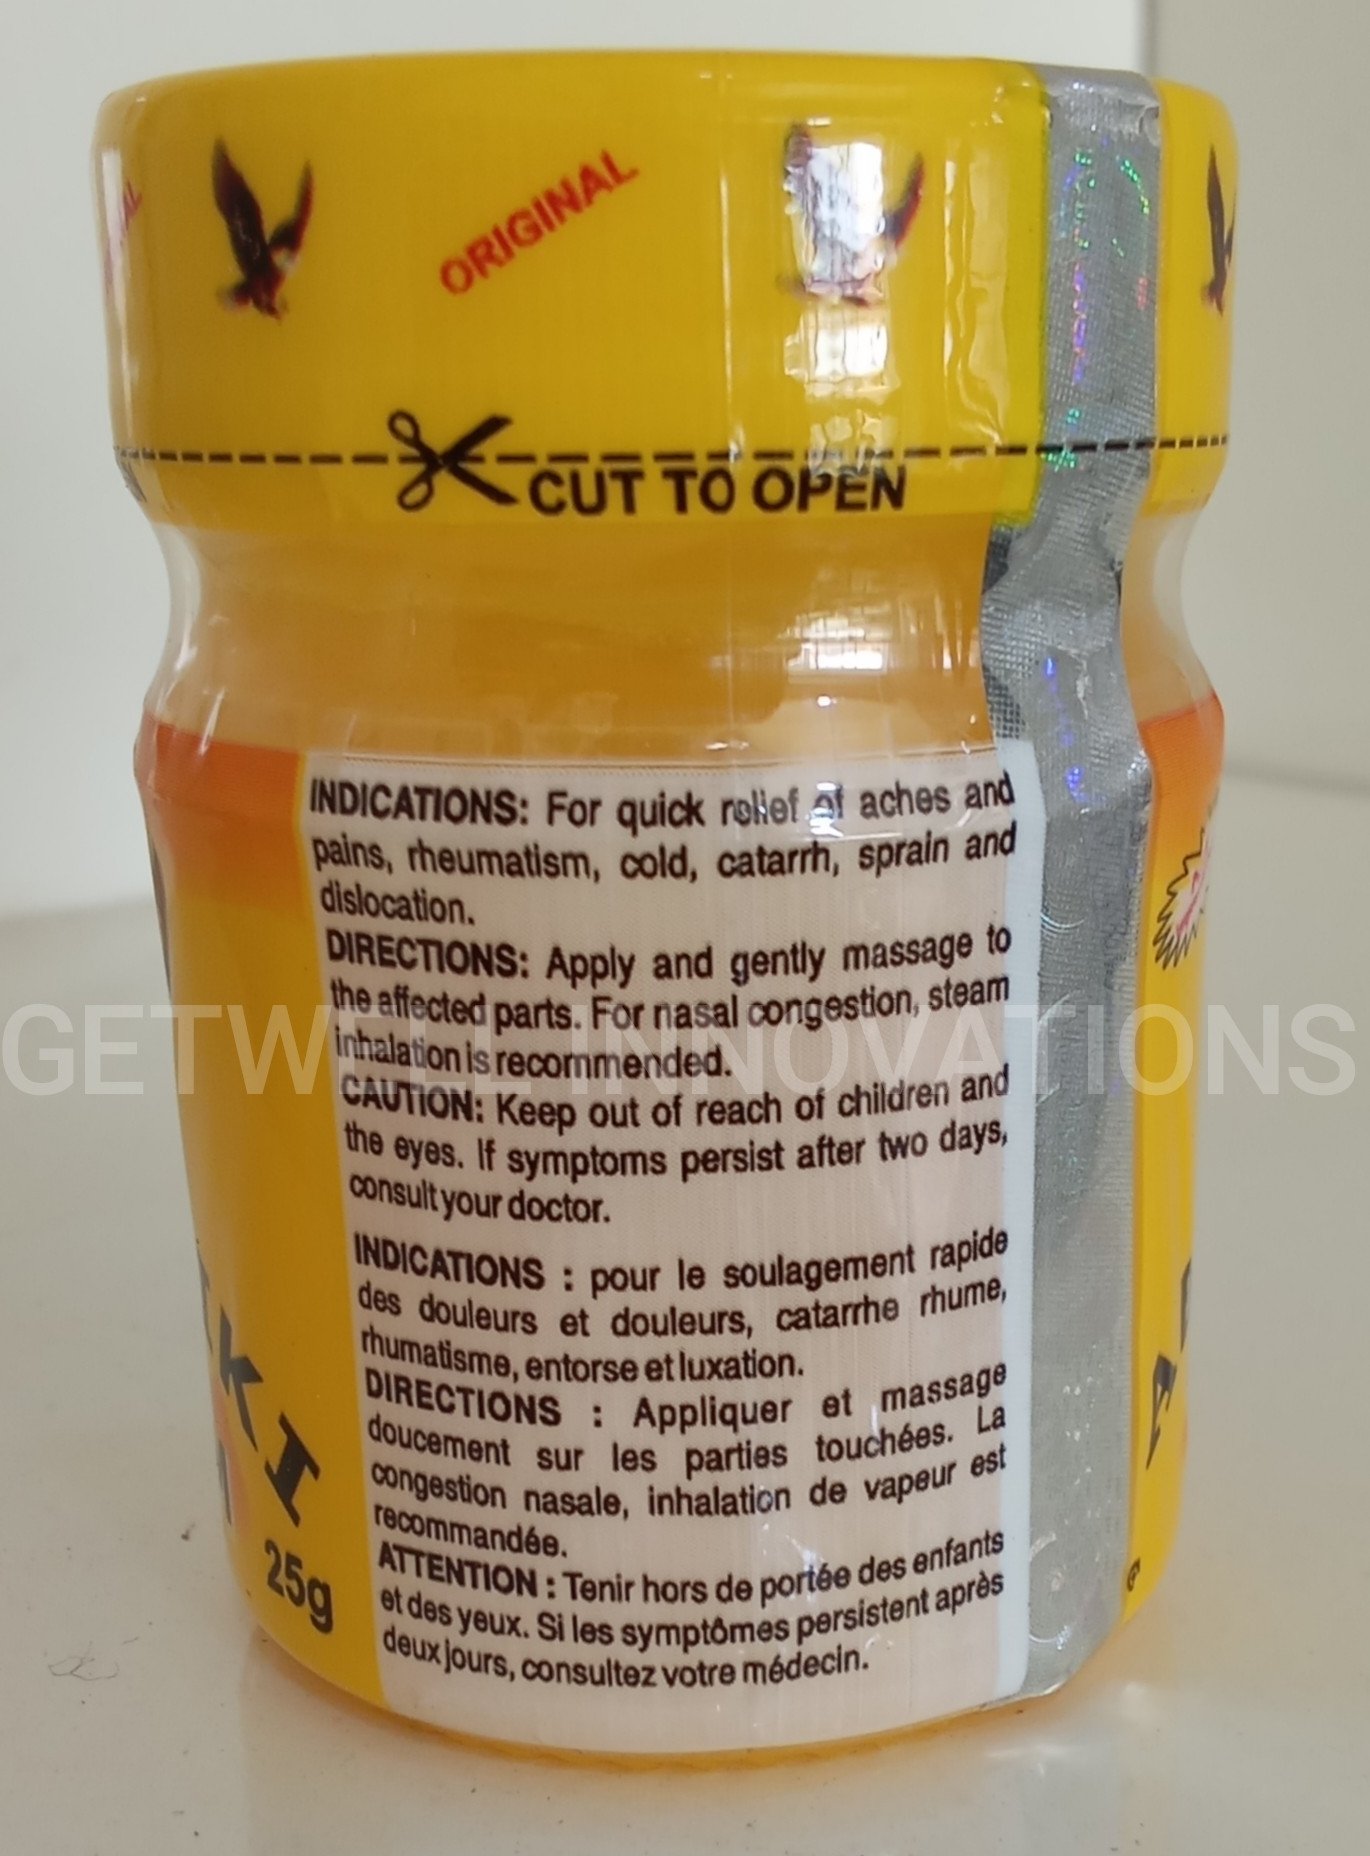 ORIGINAL
CUT TO OPEN
INDICATIONS: For quick relief of aches and
pains, rheumatism, cold, catarrh, sprain and
dislocation.
DIRECTIONS: Apply and gently massage to
the affected parts. For nasal congestion, steam
inhalation is recommended.
CAUTION: Keep out of reach of children and
the eyes. If symptoms persist after two days,
consult your doctor.
INDICATIONS : pour le soulagement rapide
des douleurs et douleurs, catarrhe rhume,
rhumatisme, entorse et luxation.
DIRECTIONS : Appliquer et massage
doucement sur les parties touchées. La
congestion nasale, inhalation de vapeur est
recommandée.
ATTENTION : Tenir hors de portée des enfants
et des yeux. Si les symptômes persistent après
deux jours, consultez votre médecin.
25g
INNOVATIONS